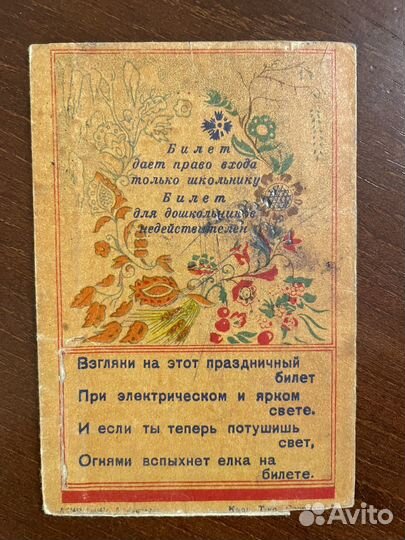 Билет
дает право входа
только школьнику
Билет
для дошкольников
недействителен
Взгляни на этот праздничный
билет
При электрическом и ярком
свете.
И если ты теперь потушишь
свет,
Огнями вспыхнет елка на
билете.
Avito